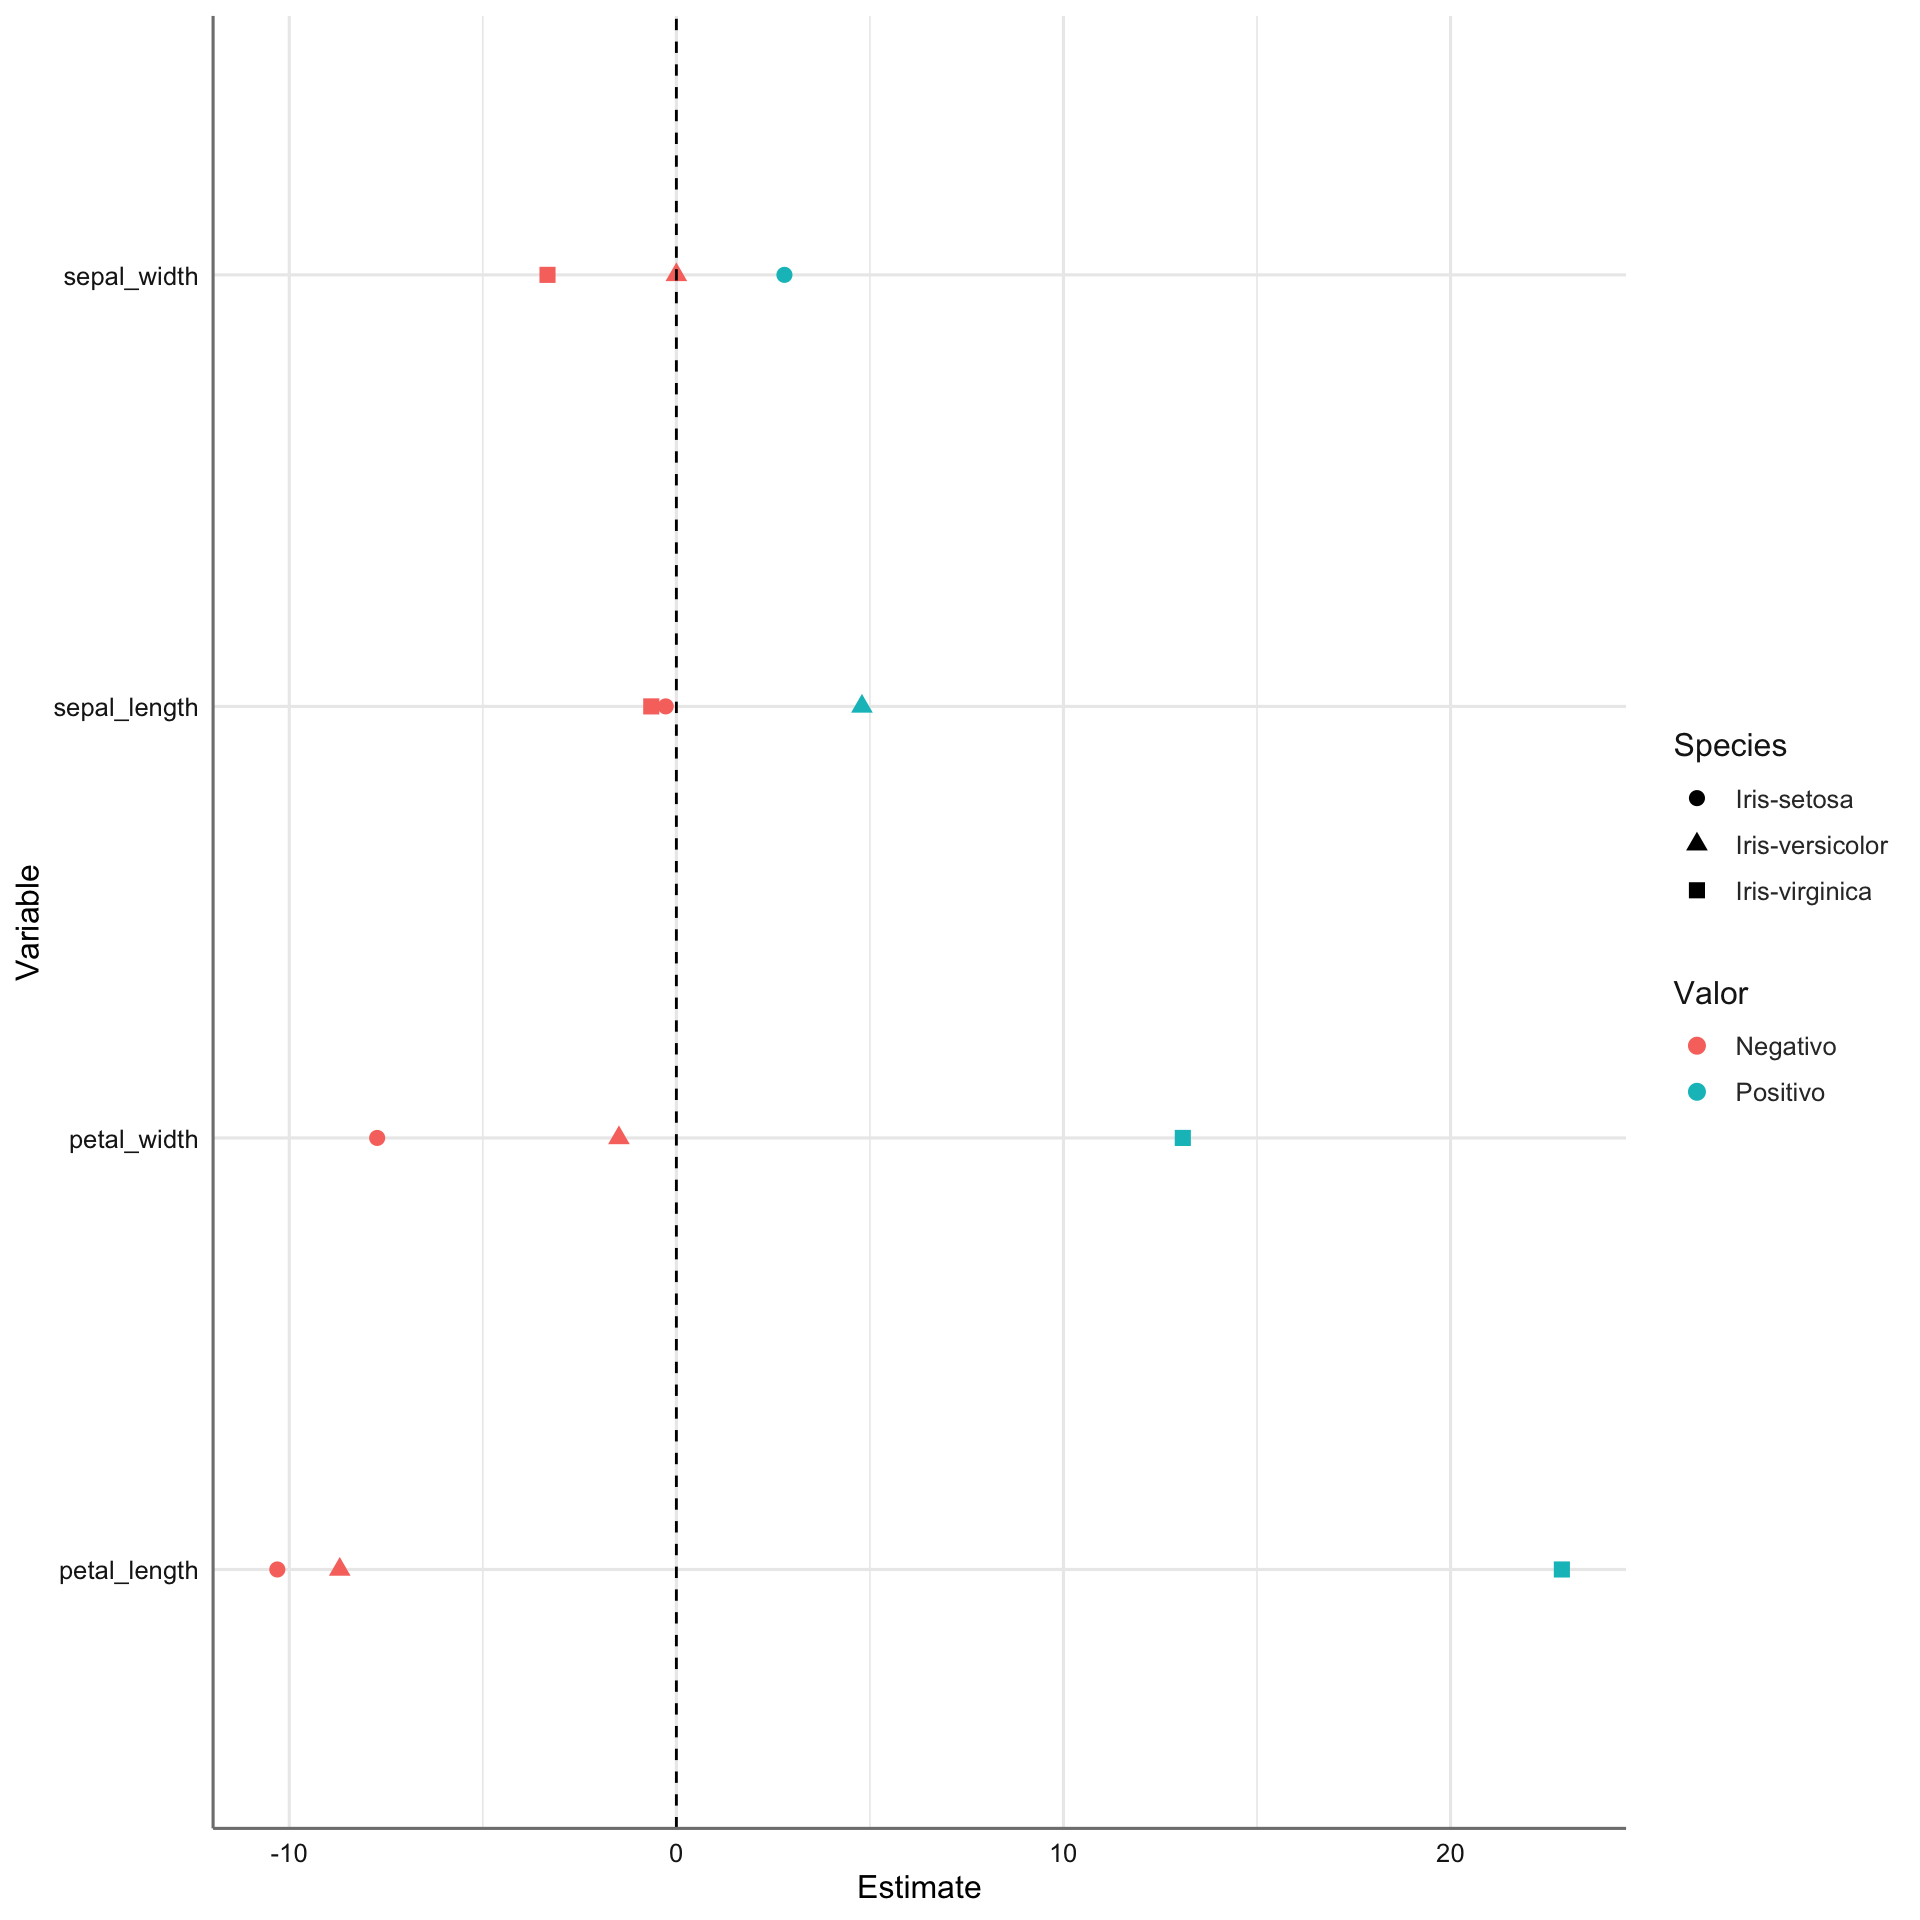 sepal_width
sepal_length
petal_width
petal_length
Variable
-10
0
10
20
Estimate
Species
Iris-setosa
Iris-versicolor
Iris-virginica
Valor
Negativo
Positivo